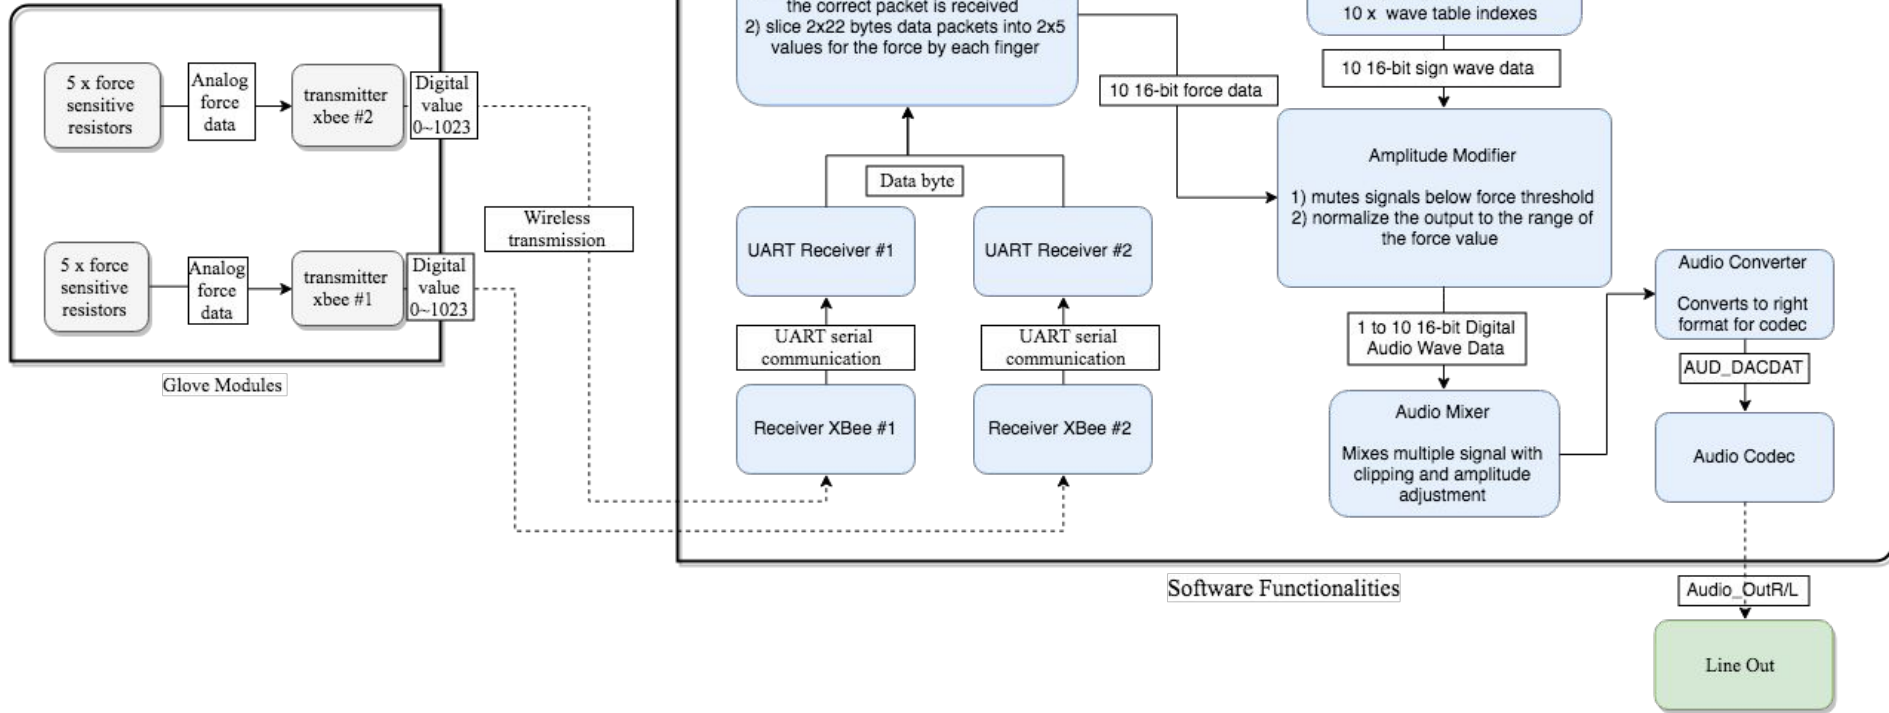 5 x force
sensitive
resistors
Analog
force
data
transmitter
xbee #2
Digital
value
0~1023
5 x force
sensitive
resistors
Analog
force
data
transmitter
xbee #1
Digital
value
0~1023
Glove Modules
Wireless
transmission
the correct packet is received
2) slice 2x22 bytes data packets into 2x5
values for the force by each finger
Data byte
UART Receiver #1
UART Receiver #2
UART serial
communication
UART serial
communication
Receiver XBee #1
Receiver XBee #2
10 16-bit force data
10 x wave table indexes
10 16-bit sign wave data
Amplitude Modifier
1) mutes signals below force threshold
2) normalize the output to the range of
the force value
1 to 10 16-bit Digital
Audio Wave Data
Audio Mixer
Mixes multiple signal with
clipping and amplitude
adjustment
Audio Converter
Converts to right
format for codec
AUD_DACDAT
Audio Codec
Software Functionalities
Audio_OutR/L
Line Out